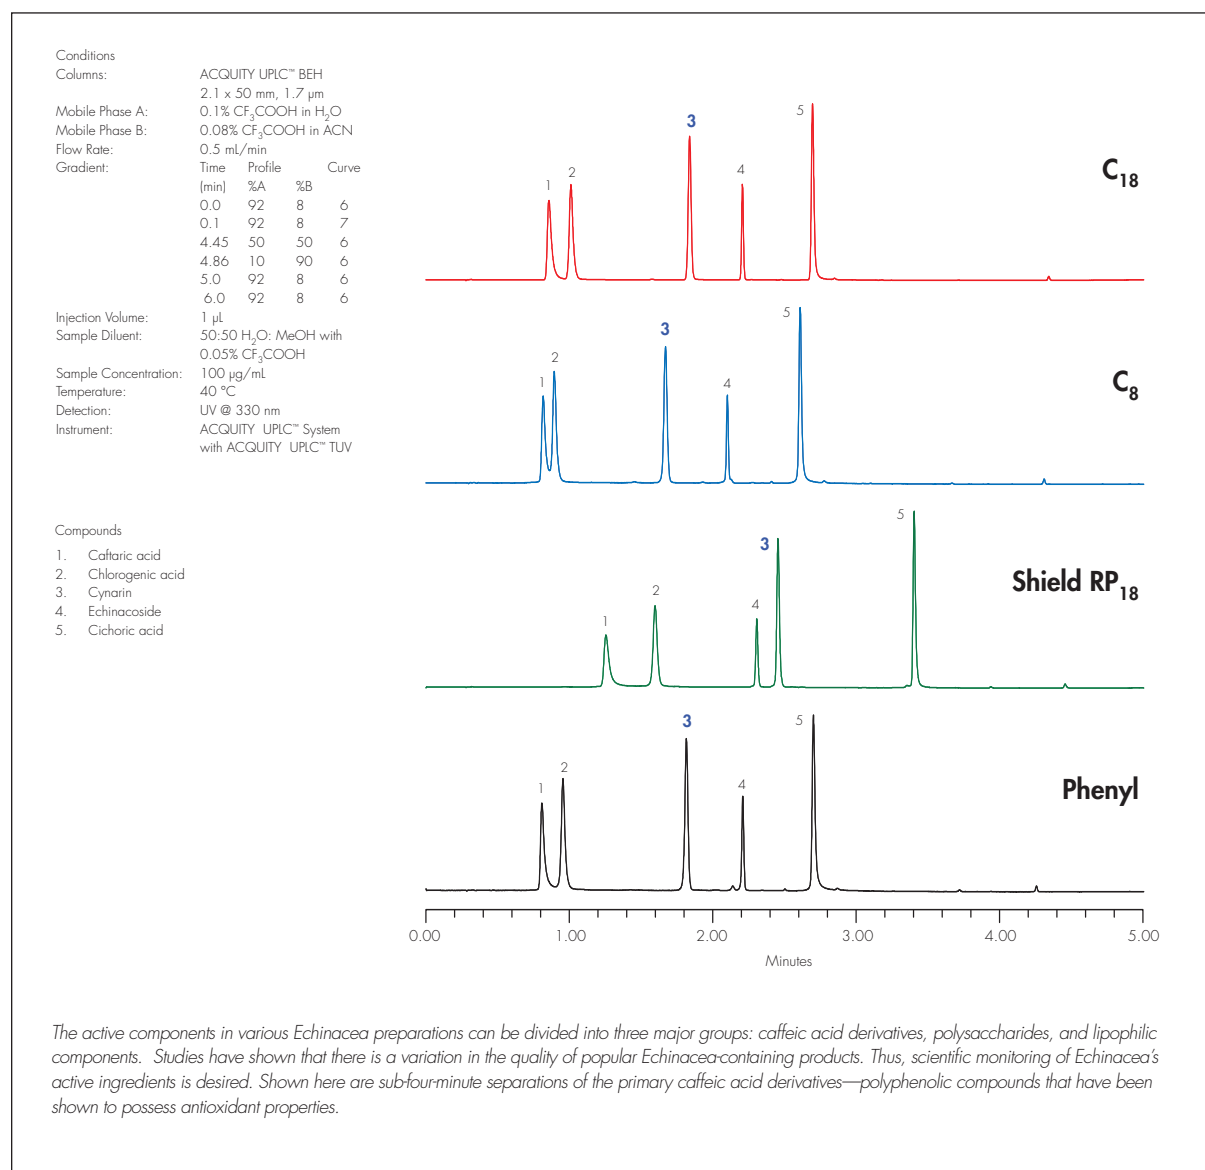 Conditions
Columns: ACQUITY UPLC™ BEH
2.1 x 50 mm, 1.7 µm
Mobile Phase A: 0.1% CF₃COOH in H₂O
Mobile Phase B: 0.08% CF₃COOH in ACN
Flow Rate: 0.5 mL/min
Gradient: Time Profile Curve
(min) %A %B
0.0 92 8 6
0.1 92 8 7
4.45 50 50 6
4.86 10 90 6
5.0 92 8 6
6.0 92 8 6
Injection Volume: 1 µL
Sample Diluent: 50:50 H₂O: MeOH with
0.05% CF₃COOH
Sample Concentration: 100 µg/mL
Temperature: 40 °C
Detection: UV @ 330 nm
Instrument: ACQUITY UPLC™ System
with ACQUITY UPLC™ TUV
Compounds
1. Caftaric acid
2. Chlorogenic acid
3. Cynarin
4. Echinacoside
5. Cichoric acid
1 2 3 4 5
C₁₈
1 2 3 4 5
C₈
1 2 4 3 5
Shield RP₁₈
1 2 3 4 5
Phenyl
0.00 1.00 2.00 3.00 4.00 5.00
Minutes
The active components in various Echinacea preparations can be divided into three major groups: caffeic acid derivatives, polysaccharides, and lipophilic
components. Studies have shown that there is a variation in the quality of popular Echinacea-containing products. Thus, scientific monitoring of Echinacea's
active ingredients is desired. Shown here are sub-four-minute separations of the primary caffeic acid derivatives—polyphenolic compounds that have been
shown to possess antioxidant properties.